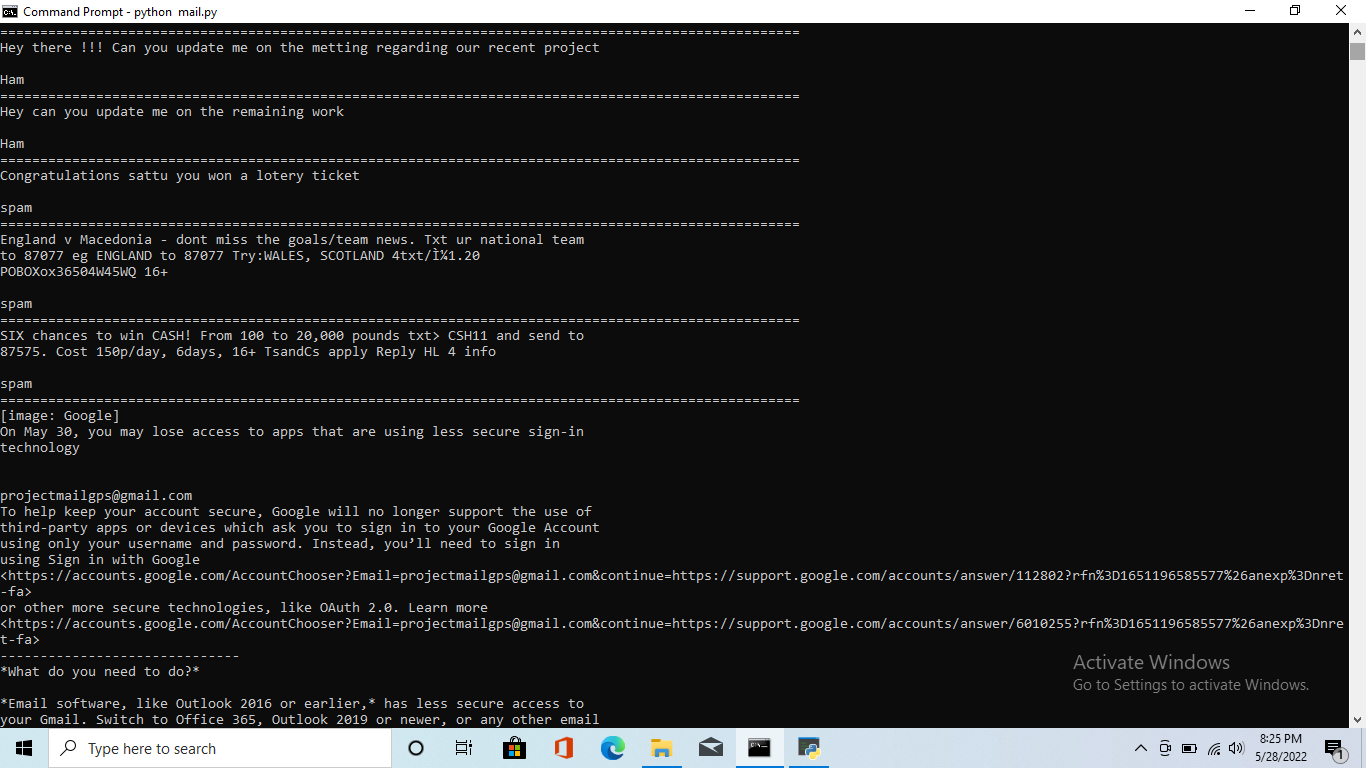 Command Prompt - python mail.py
====================================================================================================
Hey there !!! Can you update me on the metting regarding our recent project
Ham
====================================================================================================
Hey can you update me on the remaining work
Ham
====================================================================================================
Congratulations sattu you won a lotery ticket
spam
====================================================================================================
England v Macedonia - dont miss the goals/team news. Txt ur national team
to 87077 eg ENGLAND to 87077 Try:WALES, SCOTLAND 4txt/Ì¼1.20
POBOXox36504W45WQ 16+
spam
====================================================================================================
SIX chances to win CASH! From 100 to 20,000 pounds txt> CSH11 and send to
87575. Cost 150p/day, 6days, 16+ TsandCs apply Reply HL 4 info
spam
====================================================================================================
[image: Google]
On May 30, you may lose access to apps that are using less secure sign-in
technology
projectmailgps@gmail.com
To help keep your account secure, Google will no longer support the use of
third-party apps or devices which ask you to sign in to your Google Account
using only your username and password. Instead, you’ll need to sign in
using Sign in with Google
<https://accounts.google.com/AccountChooser?Email=projectmailgps@gmail.com&continue=https://support.google.com/accounts/answer/112802?rfn%3D1651196585577%26anexp%3Dnret
-fa>
or other more secure technologies, like OAuth 2.0. Learn more
<https://accounts.google.com/AccountChooser?Email=projectmailgps@gmail.com&continue=https://support.google.com/accounts/answer/6010255?rfn%3D1651196585577%26anexp%3Dnre
t-fa>
------------------------------
*What do you need to do?*
*Email software, like Outlook 2016 or earlier,* has less secure access to
your Gmail. Switch to Office 365, Outlook 2019 or newer, or any other email
Activate Windows
Go to Settings to activate Windows.
Type here to search
8:25 PM
5/28/2022
1